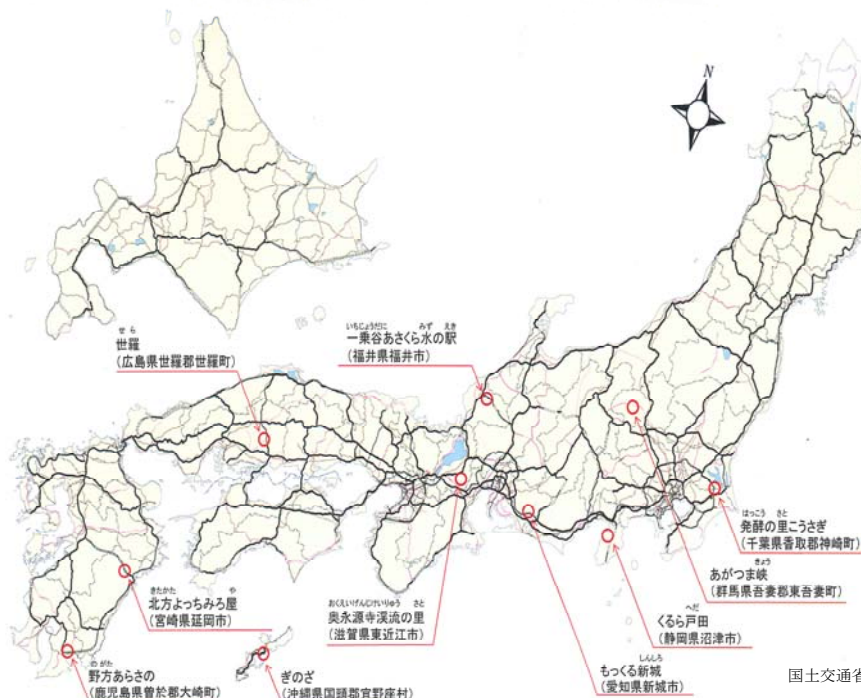 N
せら
世羅
(広島県世羅郡世羅町)
いちじょうだに みず えき
一乗谷あさくら水の駅
(福井県福井市)
はっこう さと
発酵の里こうざき
(千葉県香取郡神崎町)
きょう
あがつま峡
(群馬県吾妻郡東吾妻町)
へだ
くるら戸田
(静岡県沼津市)
しんしろ
もっくる新城
(愛知県新城市)
おくえいげんじけいりゅう さと
奥永源寺渓流の里
(滋賀県東近江市)
きたかた や
北方よっちみろ屋
(宮崎県延岡市)
のがた
野方あらさの
(鹿児島県曽於郡大崎町)
ぎのざ
(沖縄県国頭郡宜野座村)
国土交通省